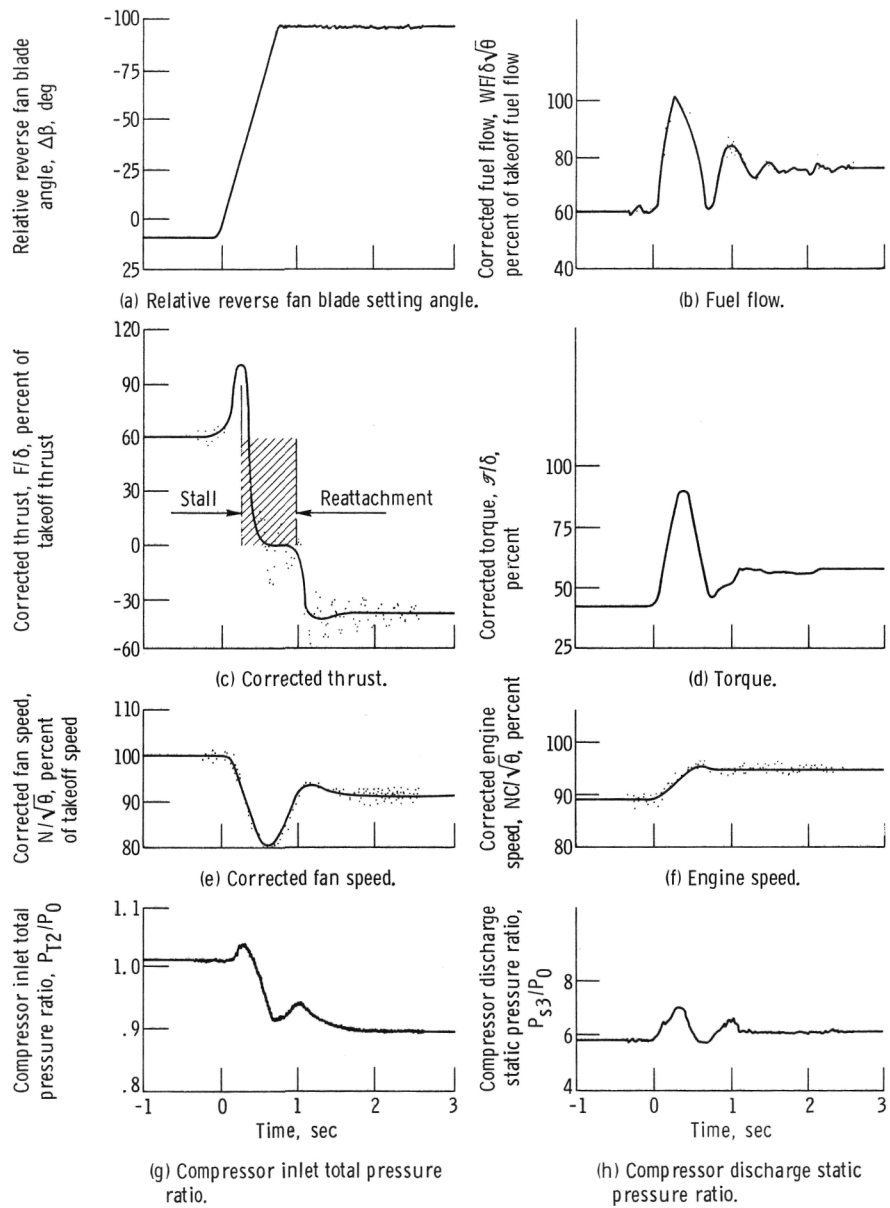 Relative reverse fan blade
angle, Δβ, deg
-100
-75
-50
-25
0
25
(a) Relative reverse fan blade setting angle.
Corrected fuel flow, WF/δ√θ
percent of takeoff fuel flow
100
80
60
40
(b) Fuel flow.
Corrected thrust, F/δ, percent of
takeoff thrust
120
90
60
30
0
-30
-60
Stall
Reattachment
(c) Corrected thrust.
Corrected torque, 𝒯/δ,
percent
100
75
50
25
(d) Torque.
Corrected fan speed,
N/√θ, percent
of takeoff speed
110
100
90
80
(e) Corrected fan speed.
Corrected engine
speed, NC/√θ, percent
100
90
80
(f) Engine speed.
Compressor inlet total
pressure ratio, PT2/P0
1.1
1.0
.9
.8
-1 0 1 2 3
Time, sec
(g) Compressor inlet total pressure
ratio.
Compressor discharge
static pressure ratio,
Ps3/P0
8
6
4
-1 0 1 2 3
Time, sec
(h) Compressor discharge static
pressure ratio.